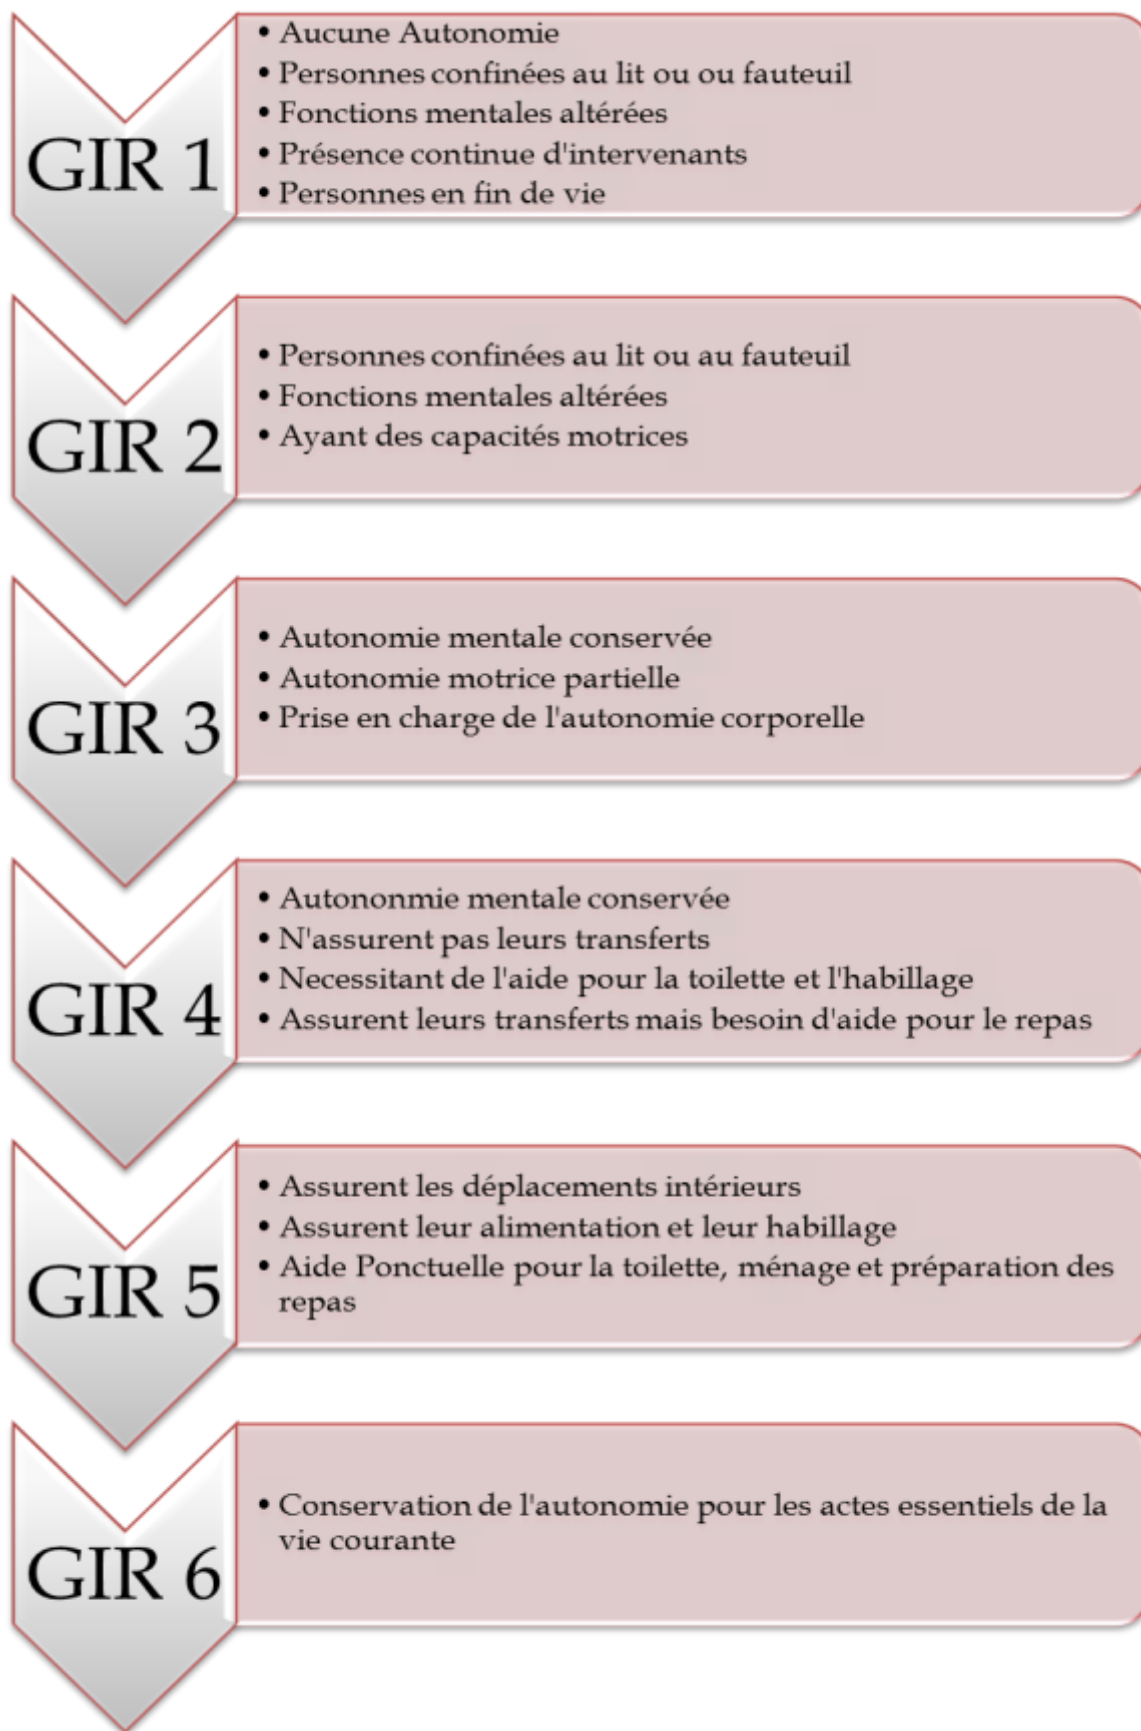 GIR 1
• Aucune Autonomie
• Personnes confinées au lit ou ou fauteuil
• Fonctions mentales altérées
• Présence continue d'intervenants
• Personnes en fin de vie
GIR 2
• Personnes confinées au lit ou au fauteuil
• Fonctions mentales altérées
• Ayant des capacités motrices
GIR 3
• Autonomie mentale conservée
• Autonomie motrice partielle
• Prise en charge de l'autonomie corporelle
GIR 4
• Autononmie mentale conservée
• N'assurent pas leurs transferts
• Necessitant de l'aide pour la toilette et l'habillage
• Assurent leurs transferts mais besoin d'aide pour le repas
GIR 5
• Assurent les déplacements intérieurs
• Assurent leur alimentation et leur habillage
• Aide Ponctuelle pour la toilette, ménage et préparation des
repas
GIR 6
• Conservation de l'autonomie pour les actes essentiels de la
vie courante